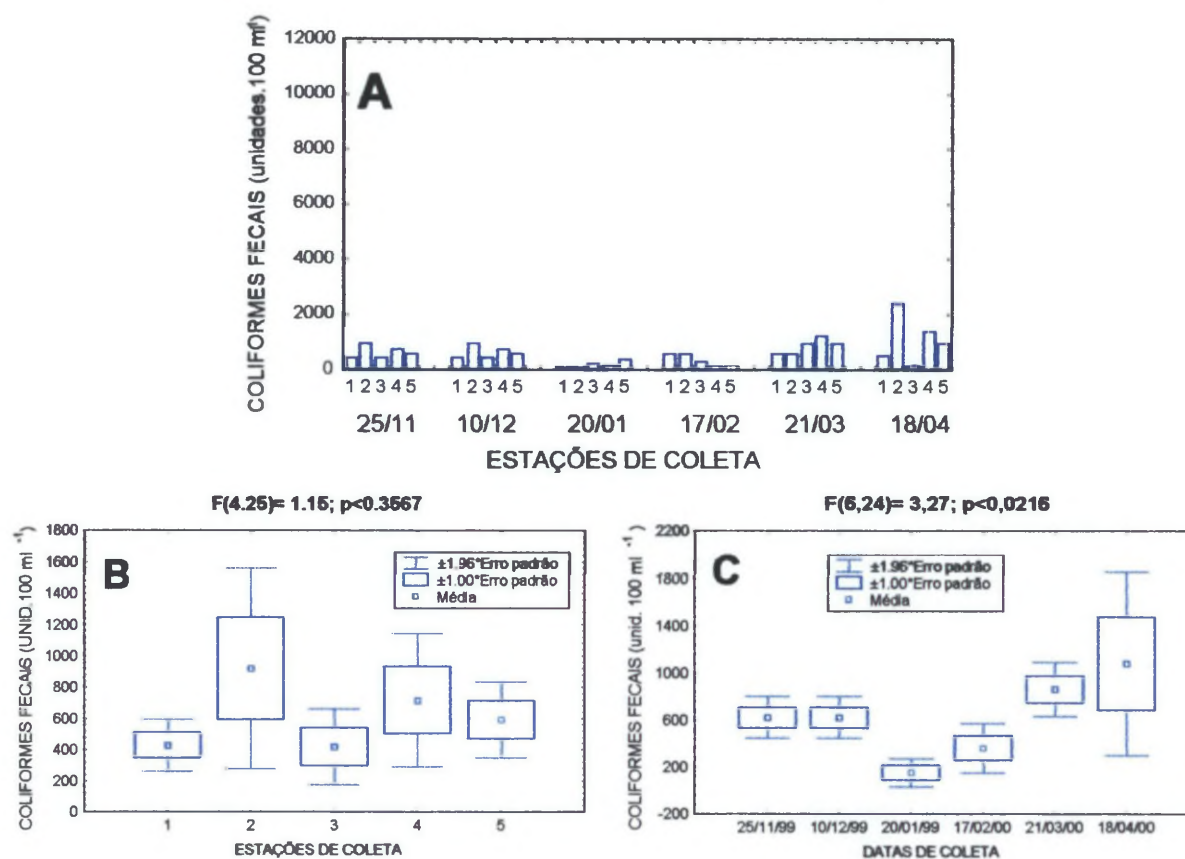 A
COLIFORMES FECAIS (unidades.100 ml¹)
12000
10000
8000
6000
4000
2000
0
1 2 3 4 5 1 2 3 4 5 1 2 3 4 5 1 2 3 4 5 1 2 3 4 5 1 2 3 4 5
25/11 10/12 20/01 17/02 21/03 18/04
ESTAÇÕES DE COLETA
F(4.25)= 1.15; p<0.3567
B
COLIFORMES FECAIS (UNID.100 ml⁻¹)
1800
1600
1400
1200
1000
800
600
400
200
0
±1.96*Erro padrão
±1.00*Erro padrão
Média
1 2 3 4 5
ESTAÇÕES DE COLETA
F(6,24)= 3,27; p<0,0216
C
COLIFORMES FECAIS (unid. 100 ml⁻¹)
2200
1800
1400
1000
600
200
-200
±1.96*Erro padrão
±1.00*Erro padrão
Média
25/11/99 10/12/99 20/01/99 17/02/00 21/03/00 18/04/00
DATAS DE COLETA